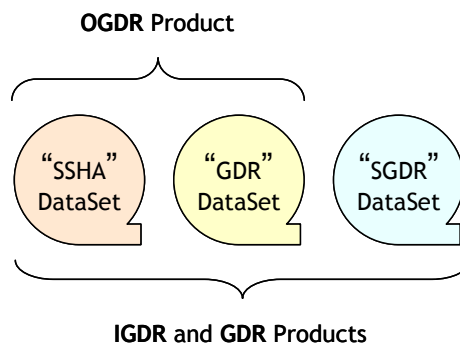 OGDR Product
“SSHA” DataSet
“GDR” DataSet
“SGDR” DataSet
IGDR and GDR Products